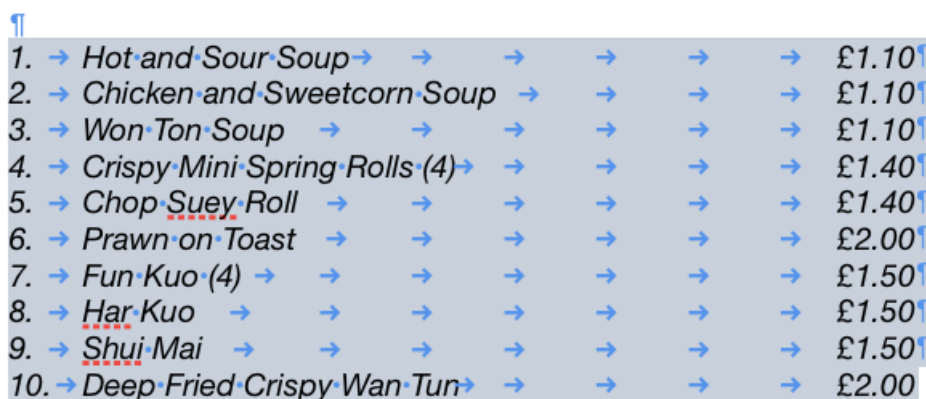 1. Hot and Sour Soup £1.10
2. Chicken and Sweetcorn Soup £1.10
3. Won Ton Soup £1.10
4. Crispy Mini Spring Rolls (4) £1.40
5. Chop Suey Roll £1.40
6. Prawn on Toast £2.00
7. Fun Kuo (4) £1.50
8. Har Kuo £1.50
9. Shui Mai £1.50
10. Deep Fried Crispy Wan Tun £2.00